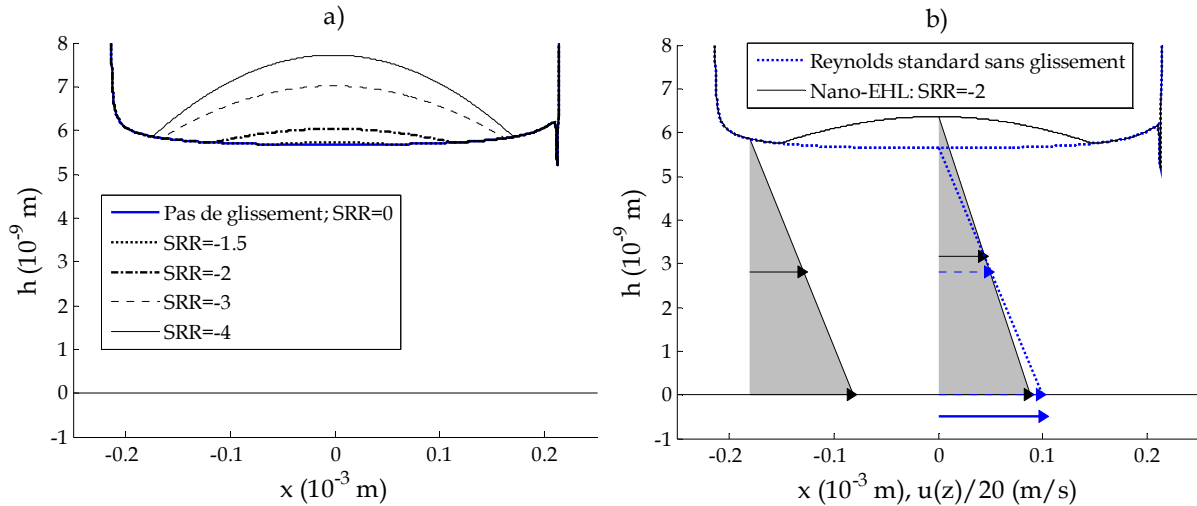 a)
8
7
6
5
4
3
2
1
0
-1
h (10⁻⁹ m)
Pas de glissement; SRR=0
SRR=-1.5
SRR=-2
SRR=-3
SRR=-4
-0.2 -0.1 0 0.1 0.2
x (10⁻³ m)
b)
8
7
6
5
4
3
2
1
0
-1
h (10⁻⁹ m)
Reynolds standard sans glissement
Nano-EHL: SRR=-2
-0.2 -0.1 0 0.1 0.2
x (10⁻³ m), u(z)/20 (m/s)